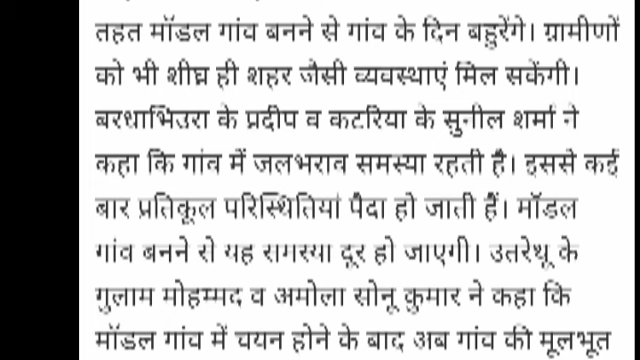 तहत मॉडल गांव बनने से गांव के दिन बहुरेंगे। ग्रामीणों
को भी शीघ्र ही शहर जैसी व्यवस्थाएं मिल सकेंगी।
बरधाभिउरा के प्रदीप व कटरिया के सुनील शर्मा ने
कहा कि गांव में जलभराव समस्या रहती है। इससे कई
बार प्रतिकूल परिस्थितियां पैदा हो जाती हैं। मॉडल
गांव बनने से यह समस्या दूर हो जाएगी। उतरेथू के
गुलाम मोहम्मद व अमोला सोनू कुमार ने कहा कि
मॉडल गांव में चयन होने के बाद अब गांव की मूलभूत